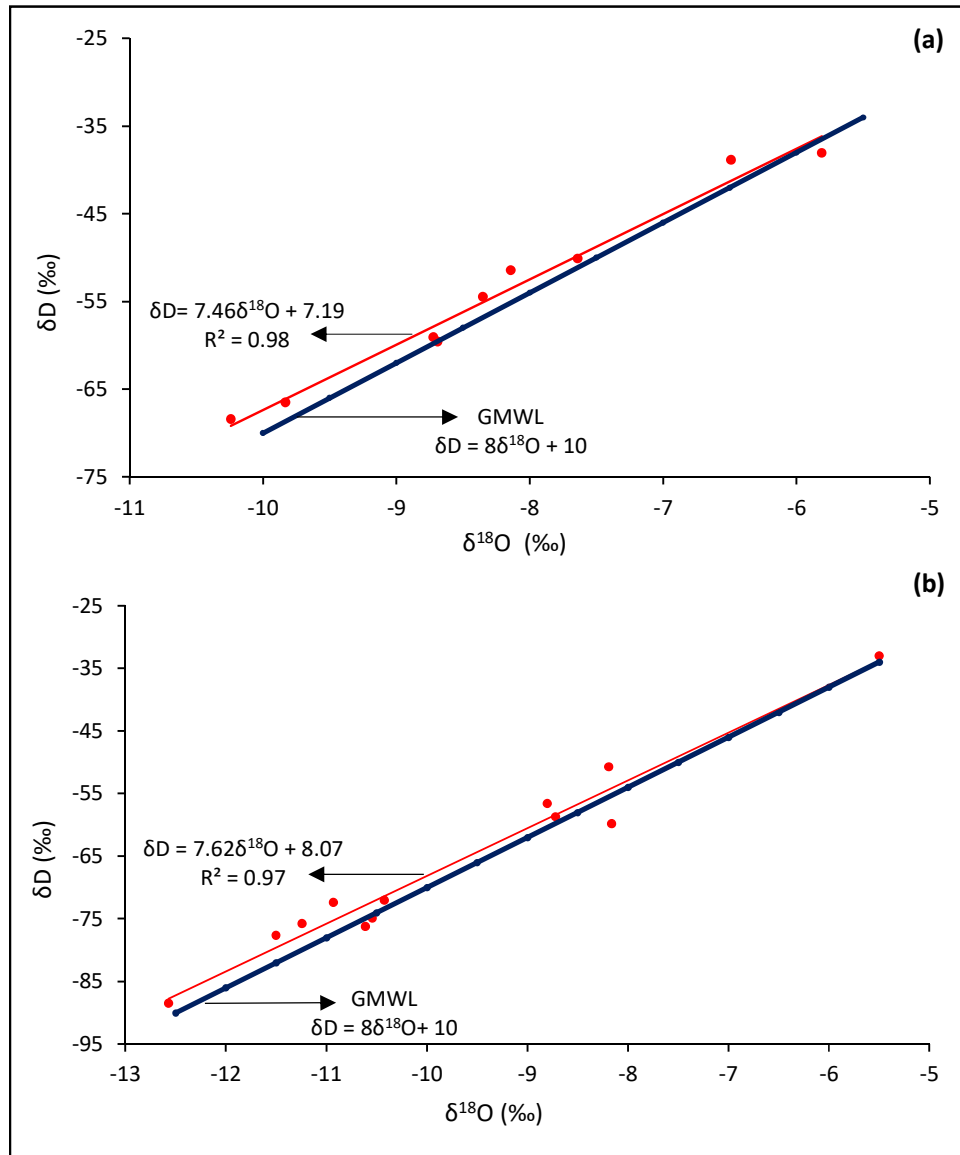 (a)
-25
-35
-45
-55
-65
-75
δD (‰)
δD= 7.46δ¹⁸O + 7.19
R² = 0.98
GMWL
δD = 8δ¹⁸O + 10
-11 -10 -9 -8 -7 -6 -5
δ¹⁸O (‰)
(b)
-25
-35
-45
-55
-65
-75
-85
-95
δD (‰)
δD = 7.62δ¹⁸O + 8.07
R² = 0.97
GMWL
δD = 8δ¹⁸O+ 10
-13 -12 -11 -10 -9 -8 -7 -6 -5
δ¹⁸O (‰)